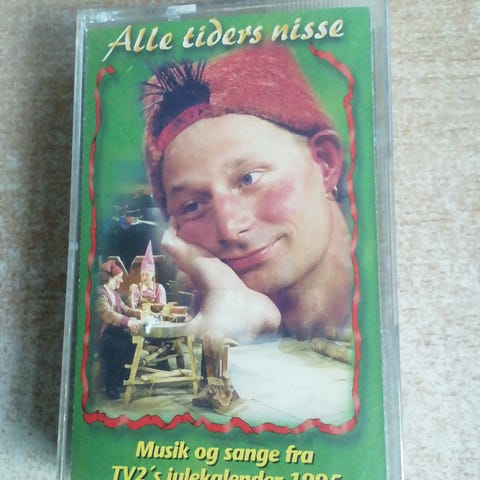 Alle tiders nisse
Musik og sange fra
TV2´s julekalender 1995